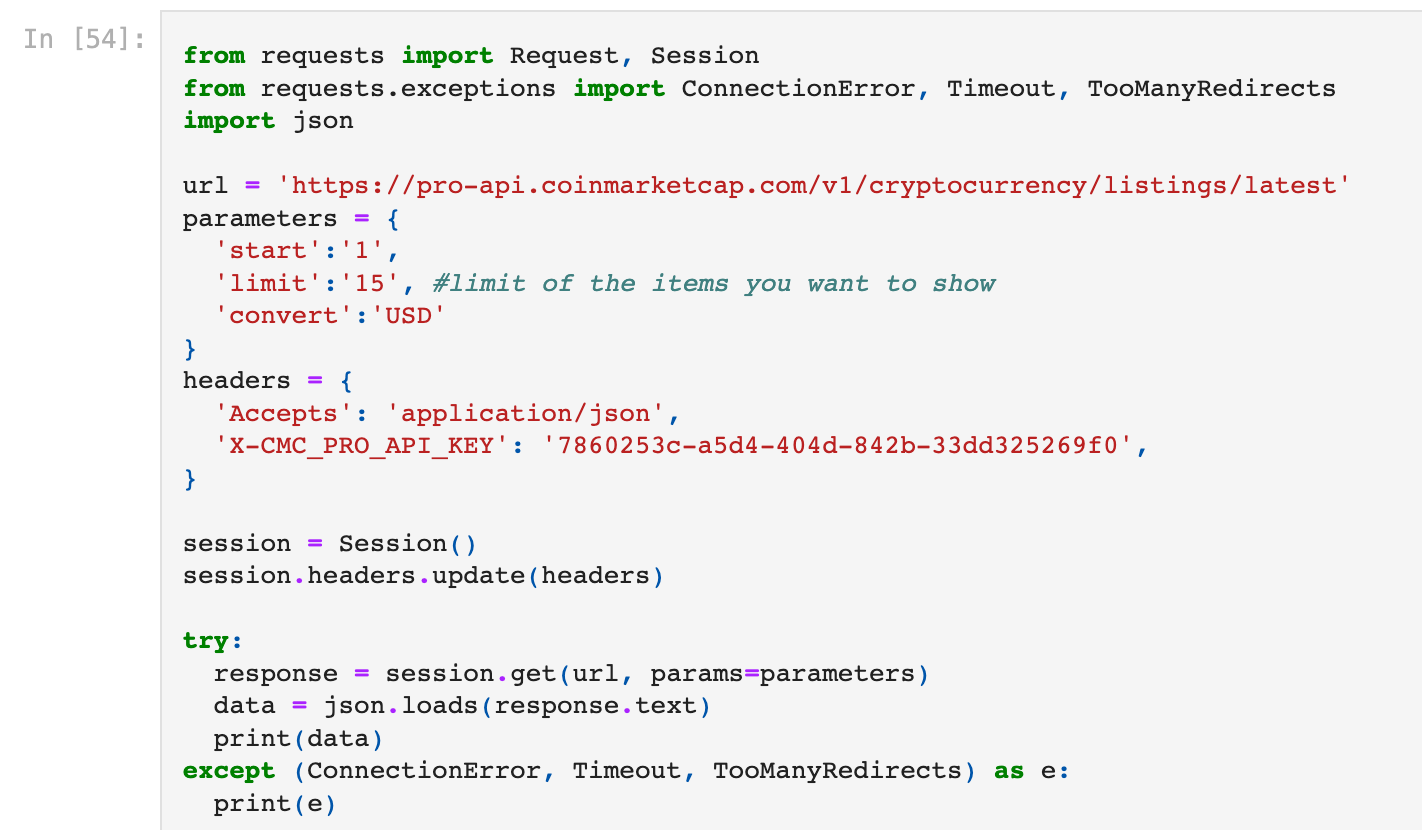 In [54]:
from requests import Request, Session
from requests.exceptions import ConnectionError, Timeout, TooManyRedirects
import json

url = 'https://pro-api.coinmarketcap.com/v1/cryptocurrency/listings/latest'
parameters = {
  'start':'1',
  'limit':'15', #limit of the items you want to show
  'convert':'USD'
}
headers = {
  'Accepts': 'application/json',
  'X-CMC_PRO_API_KEY': '7860253c-a5d4-404d-842b-33dd325269f0',
}

session = Session()
session.headers.update(headers)

try:
  response = session.get(url, params=parameters)
  data = json.loads(response.text)
  print(data)
except (ConnectionError, Timeout, TooManyRedirects) as e:
  print(e)